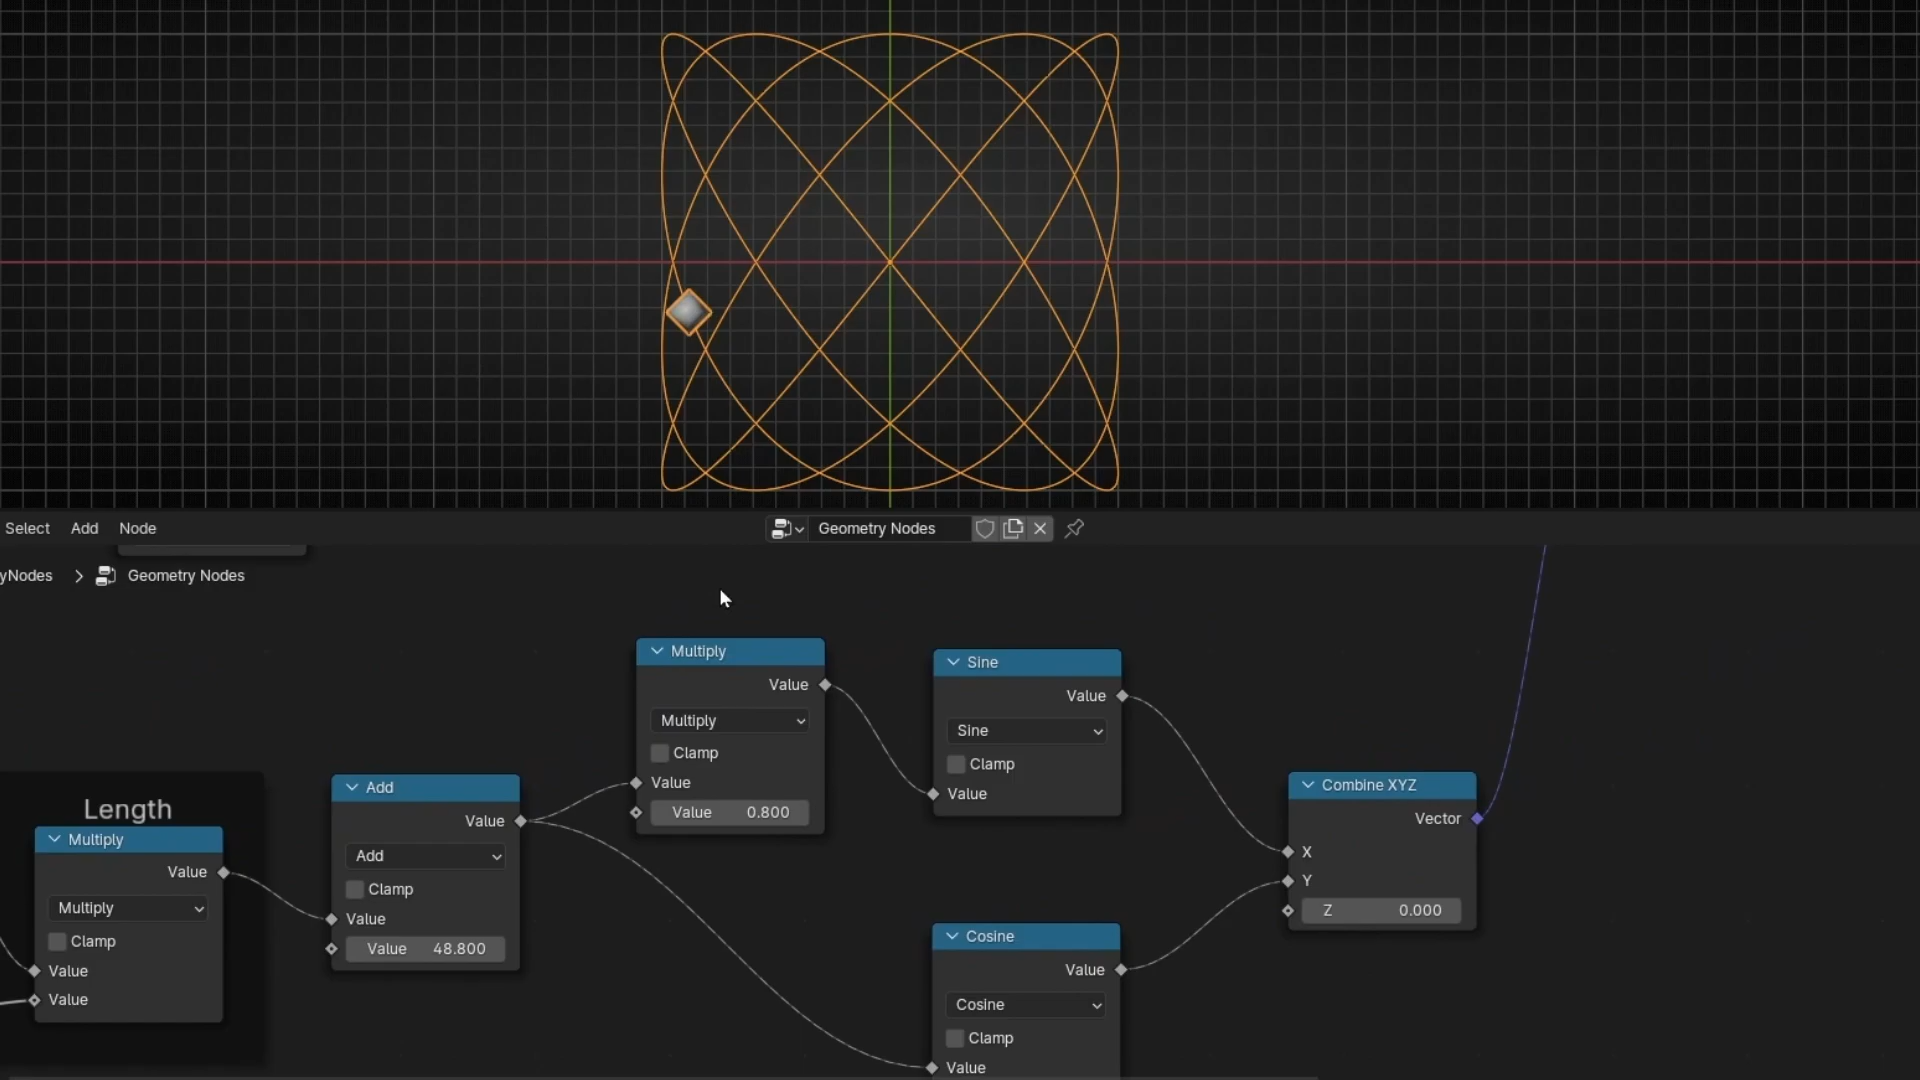 Select Add Node
Geometry Nodes
yNodes > Geometry Nodes
Multiply
Value
Multiply
Clamp
Value
Value 0.800
Sine
Value
Sine
Clamp
Value
Combine XYZ
Vector
X
Y
Z 0.000
Add
Value
Add
Clamp
Value
Value 48.800
Length
Multiply
Value
Multiply
Clamp
Value
Value
Cosine
Value
Cosine
Clamp
Value